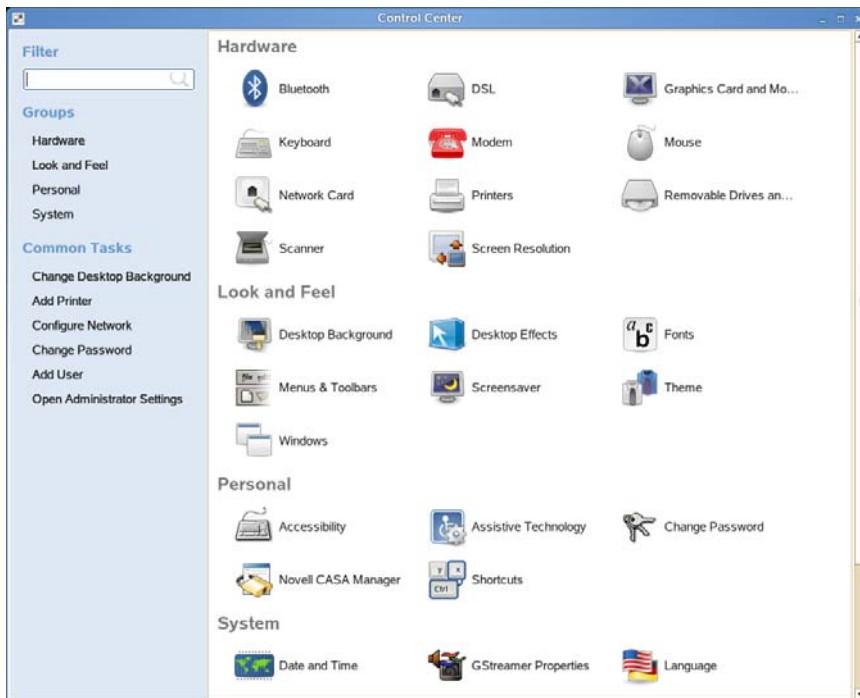 Control Center
Filter
Groups
Hardware
Look and Feel
Personal
System
Common Tasks
Change Desktop Background
Add Printer
Configure Network
Change Password
Add User
Open Administrator Settings
Hardware
Bluetooth DSL Graphics Card and Mo...
Keyboard Modem Mouse
Network Card Printers Removable Drives an...
Scanner Screen Resolution
Look and Feel
Desktop Background Desktop Effects Fonts
Menus & Toolbars Screensaver Theme
Windows
Personal
Accessibility Assistive Technology Change Password
Novell CASA Manager Shortcuts
System
Date and Time GStreamer Properties Language